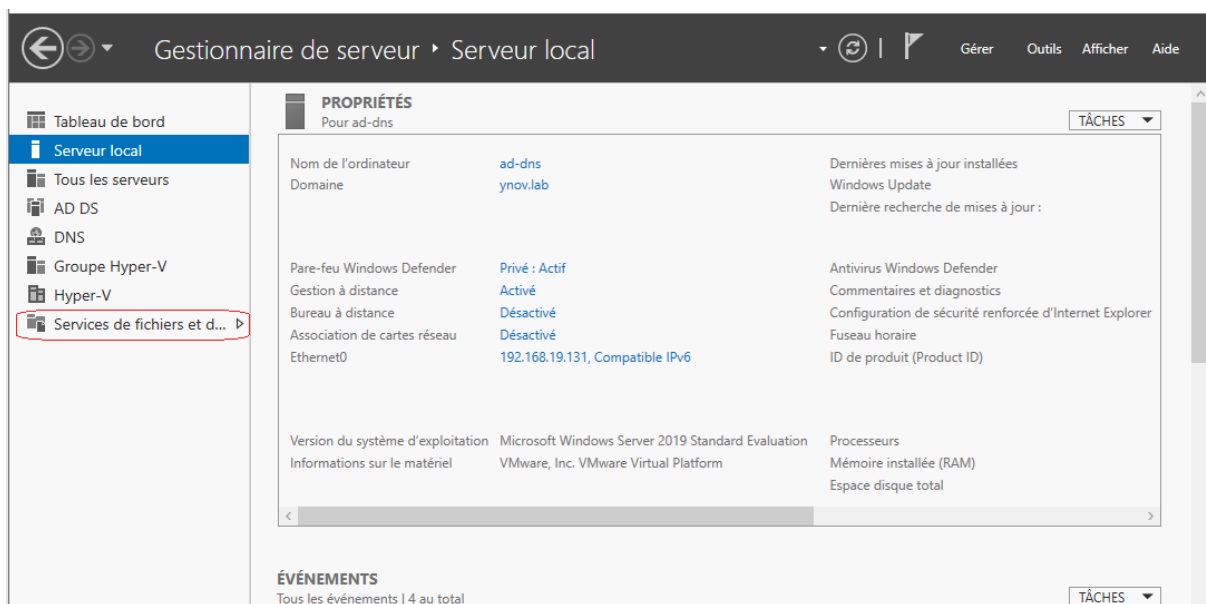 Gestionnaire de serveur ‣ Serveur local
Gérer Outils Afficher Aide
Tableau de bord
Serveur local
Tous les serveurs
AD DS
DNS
Groupe Hyper-V
Hyper-V
Services de fichiers et d...
PROPRIÉTÉS
Pour ad-dns
TÂCHES
Nom de l'ordinateur ad-dns Dernières mises à jour installées
Domaine ynov.lab Windows Update
Dernière recherche de mises à jour :
Pare-feu Windows Defender Privé : Actif Antivirus Windows Defender
Gestion à distance Activé Commentaires et diagnostics
Bureau à distance Désactivé Configuration de sécurité renforcée d'Internet Explorer
Association de cartes réseau Désactivé Fuseau horaire
Ethernet0 192.168.19.131, Compatible IPv6 ID de produit (Product ID)
Version du système d'exploitation Microsoft Windows Server 2019 Standard Evaluation Processeurs
Informations sur le matériel VMware, Inc. VMware Virtual Platform Mémoire installée (RAM)
Espace disque total
ÉVÉNEMENTS
Tous les événements | 4 au total
TÂCHES